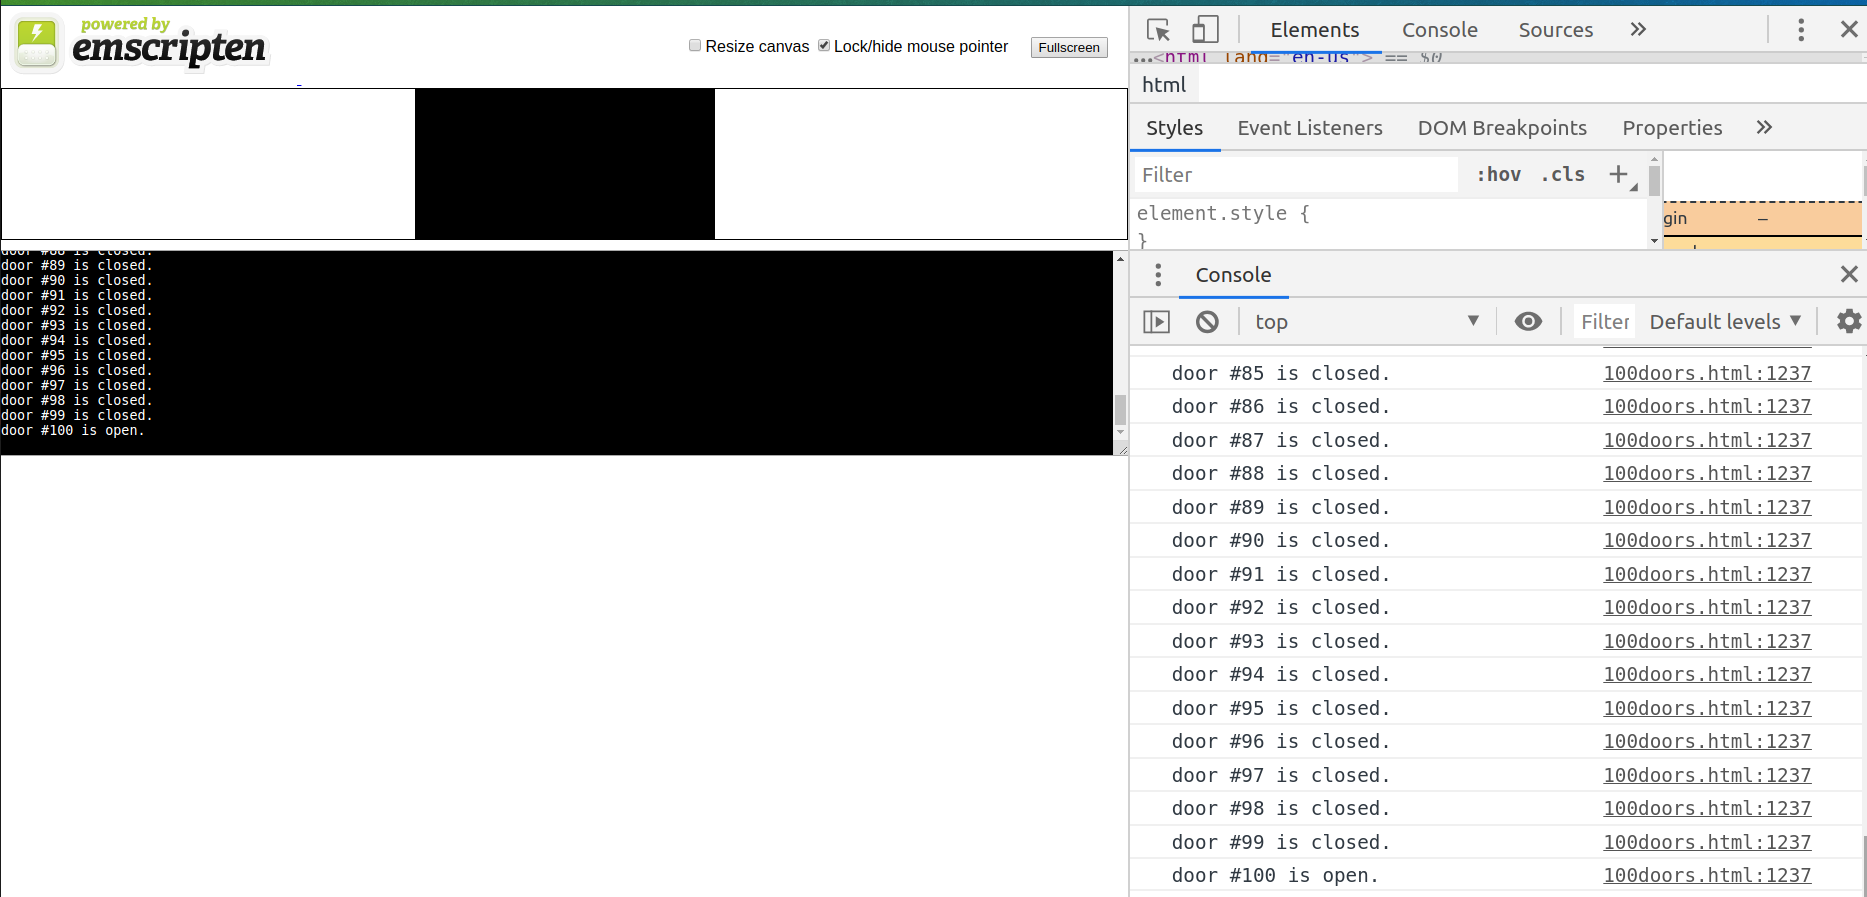 powered by
emscripten
Resize canvas Lock/hide mouse pointer Fullscreen
door #88 is closed.
door #89 is closed.
door #90 is closed.
door #91 is closed.
door #92 is closed.
door #93 is closed.
door #94 is closed.
door #95 is closed.
door #96 is closed.
door #97 is closed.
door #98 is closed.
door #99 is closed.
door #100 is open.
Elements Console Sources »
…<html lang="en-us"> == $0
html
Styles Event Listeners DOM Breakpoints Properties »
Filter :hov .cls +
element.style {
}
gin –
Console
top Filter Default levels
door #85 is closed. 100doors.html:1237
door #86 is closed. 100doors.html:1237
door #87 is closed. 100doors.html:1237
door #88 is closed. 100doors.html:1237
door #89 is closed. 100doors.html:1237
door #90 is closed. 100doors.html:1237
door #91 is closed. 100doors.html:1237
door #92 is closed. 100doors.html:1237
door #93 is closed. 100doors.html:1237
door #94 is closed. 100doors.html:1237
door #95 is closed. 100doors.html:1237
door #96 is closed. 100doors.html:1237
door #97 is closed. 100doors.html:1237
door #98 is closed. 100doors.html:1237
door #99 is closed. 100doors.html:1237
door #100 is open. 100doors.html:1237